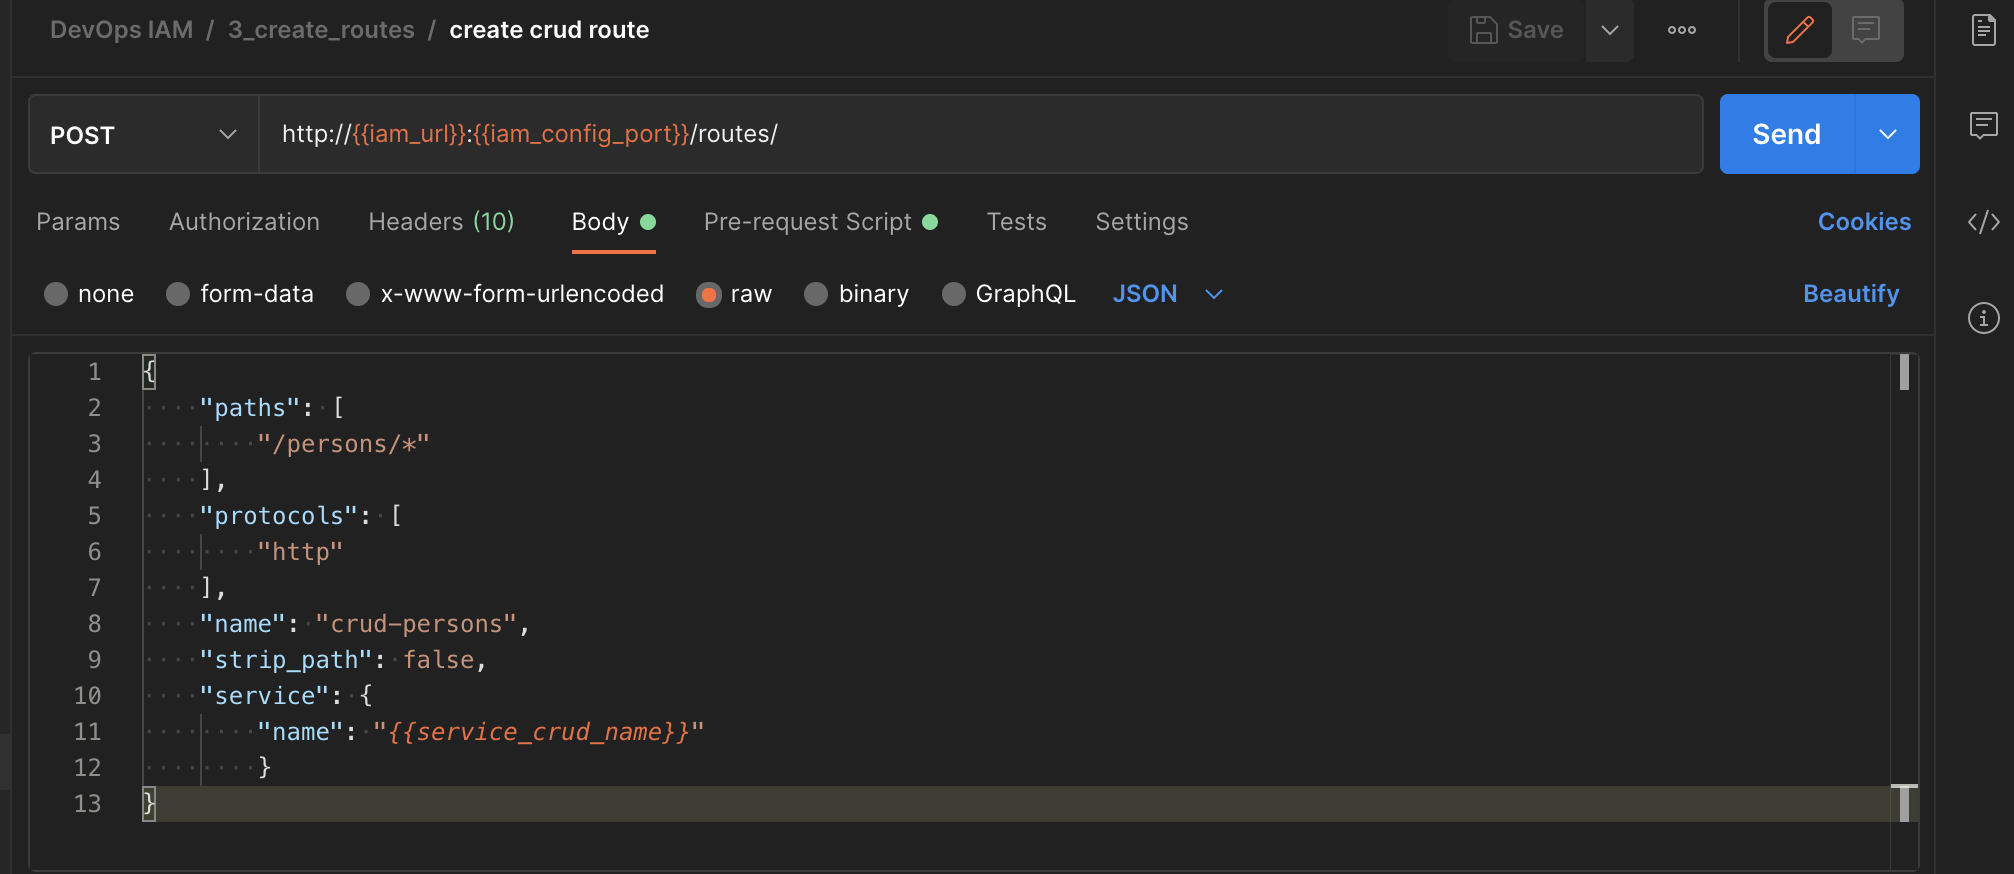 DevOps IAM / 3_create_routes / create crud route
Save
POST
http://{{iam_url}}:{{iam_config_port}}/routes/
Send
Params Authorization Headers (10) Body Pre-request Script Tests Settings Cookies
none form-data x-www-form-urlencoded raw binary GraphQL JSON Beautify
1 {
2 "paths": [
3 "/persons/*"
4 ],
5 "protocols": [
6 "http"
7 ],
8 "name": "crud-persons",
9 "strip_path": false,
10 "service": {
11 "name": "{{service_crud_name}}"
12 }
13 }